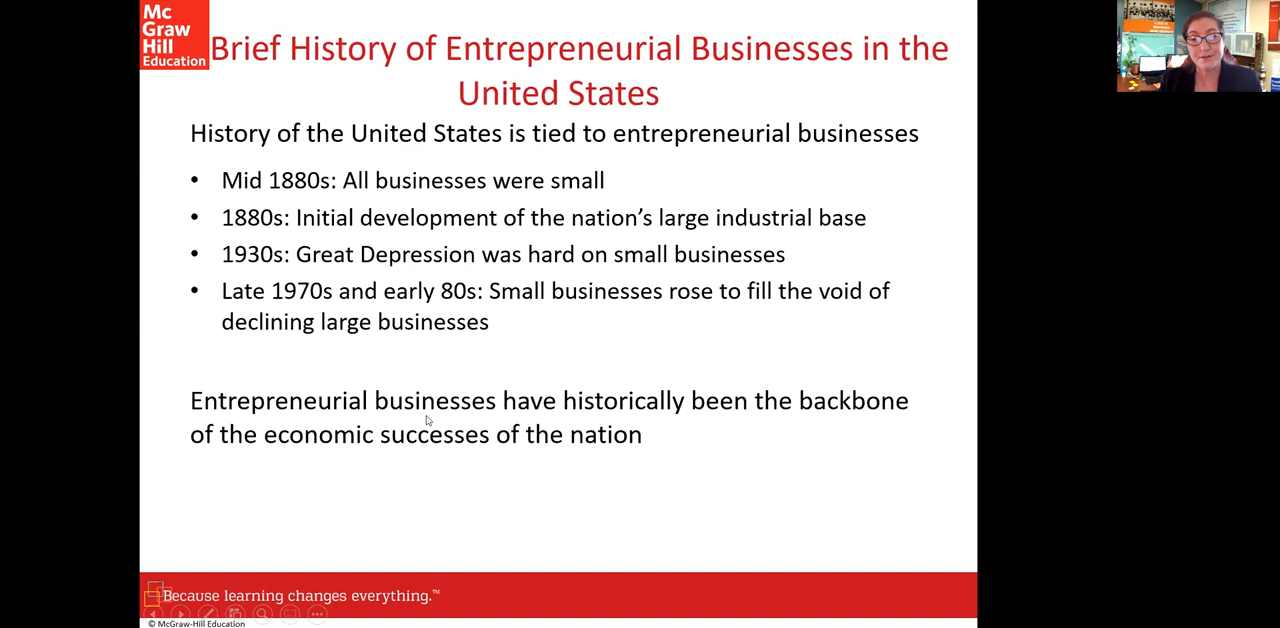 Mc
Graw
Hill
Education
Brief History of Entrepreneurial Businesses in the
United States
History of the United States is tied to entrepreneurial businesses
• Mid 1880s: All businesses were small
• 1880s: Initial development of the nation’s large industrial base
• 1930s: Great Depression was hard on small businesses
• Late 1970s and early 80s: Small businesses rose to fill the void of
declining large businesses
Entrepreneurial businesses have historically been the backbone
of the economic successes of the nation
Because learning changes everything.™
© McGraw-Hill Education